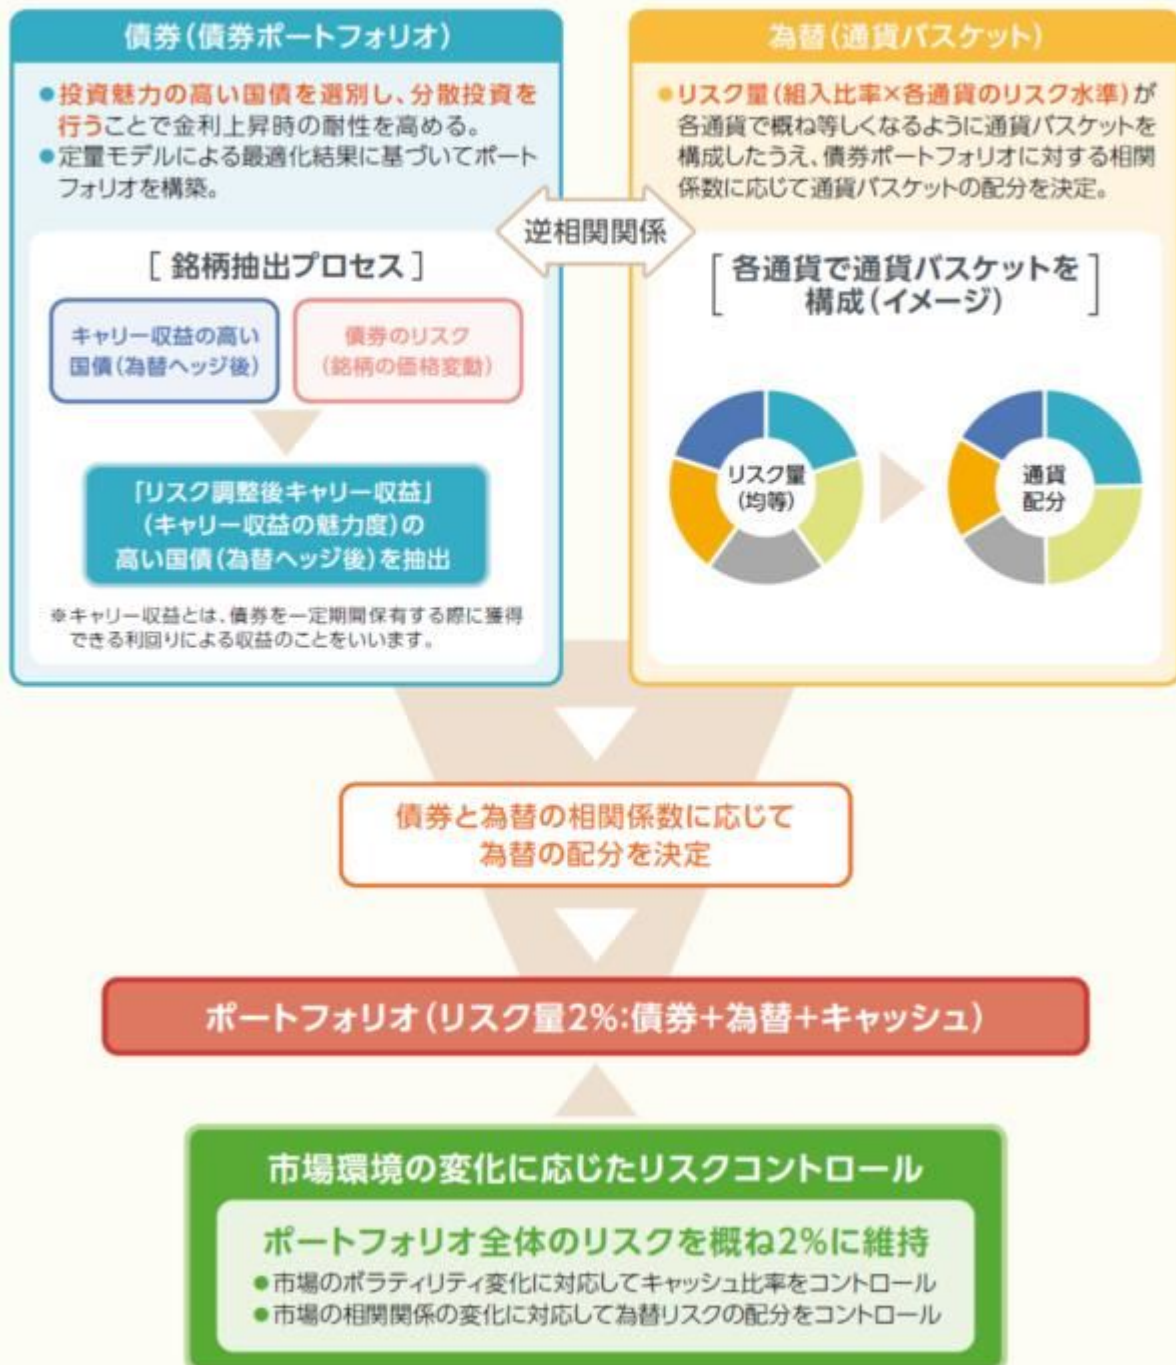 債券(債券ポートフォリオ)
●投資魅力の高い国債を選別し、分散投資を
行うことで金利上昇時の耐性を高める。
●定量モデルによる最適化結果に基づいてポート
フォリオを構築。
[銘柄抽出プロセス]
キャリー収益の高い
国債(為替ヘッジ後)
債券のリスク
(銘柄の価格変動)
「リスク調整後キャリー収益」
(キャリー収益の魅力度)の
高い国債(為替ヘッジ後)を抽出
※キャリー収益とは、債券を一定期間保有する際に獲得
できる利回りによる収益のことをいいます。
逆相関関係
為替(通貨バスケット)
●リスク量(組入比率×各通貨のリスク水準)が
各通貨で概ね等しくなるように通貨バスケットを
構成したうえ、債券ポートフォリオに対する相関
係数に応じて通貨バスケットの配分を決定。
[各通貨で通貨バスケットを
構成(イメージ)]
リスク量
(均等)
通貨
配分
債券と為替の相関係数に応じて
為替の配分を決定
ポートフォリオ(リスク量2%:債券+為替+キャッシュ)
市場環境の変化に応じたリスクコントロール
ポートフォリオ全体のリスクを概ね2%に維持
●市場のボラティリティ変化に対応してキャッシュ比率をコントロール
●市場の相関関係の変化に対応して為替リスクの配分をコントロール